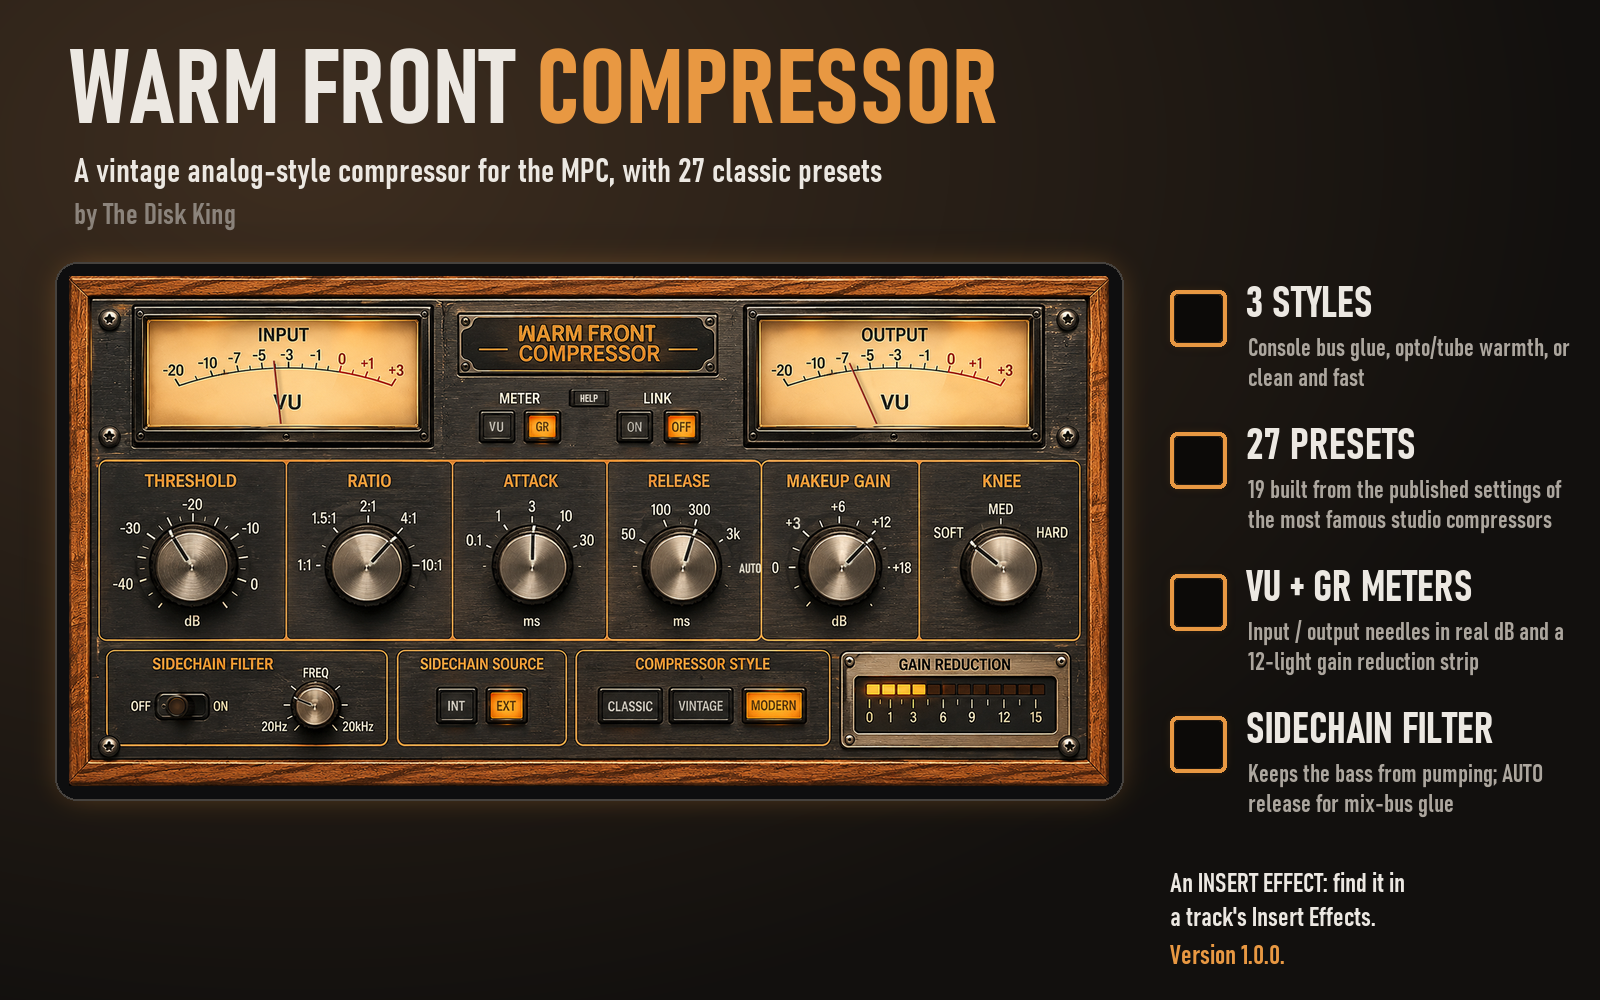 WARM FRONT COMPRESSOR
A vintage analog-style compressor for the MPC, with 27 classic presets
by The Disk King
INPUT
-20 -10 -7 -5 -3 -1 0 +1 +3
VU
WARM FRONT
COMPRESSOR
METER
HELP
LINK
VU GR
ON OFF
OUTPUT
-20 -10 -7 -5 -3 -1 0 +1 +3
VU
THRESHOLD
-40 -30 -20 -10 0
dB
RATIO
1:1 1.5:1 2:1 4:1 10:1
ATTACK
0.1 1 3 10 30
ms
RELEASE
50 100 300 3k AUTO
ms
MAKEUP GAIN
0 +3 +6 +12 +18
dB
KNEE
SOFT MED HARD
SIDECHAIN FILTER
OFF ON
FREQ
20Hz 20kHz
SIDECHAIN SOURCE
INT EXT
COMPRESSOR STYLE
CLASSIC VINTAGE MODERN
GAIN REDUCTION
0 1 3 6 9 12 15
3 STYLES
Console bus glue, opto/tube warmth, or
clean and fast
27 PRESETS
19 built from the published settings of
the most famous studio compressors
VU + GR METERS
Input / output needles in real dB and a
12-light gain reduction strip
SIDECHAIN FILTER
Keeps the bass from pumping; AUTO
release for mix-bus glue
An INSERT EFFECT: find it in
a track's Insert Effects.
Version 1.0.0.